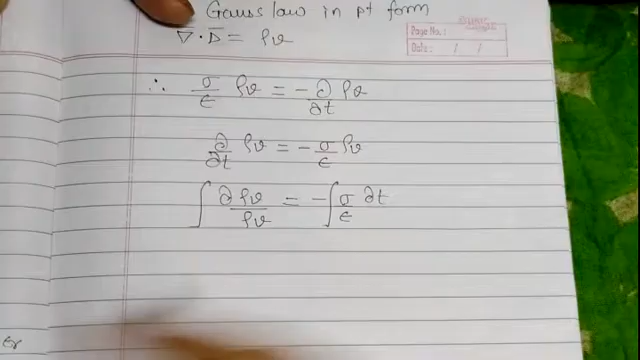 Gauss law in pt form
∇̅ · D̅ = ρv
Page No.:
Date: / /
∴ σ/ε ρv = - ∂/∂t ρv
∂/∂t ρv = - σ/ε ρv
∫ ∂ρv/ρv = - ∫ σ/ε ∂t